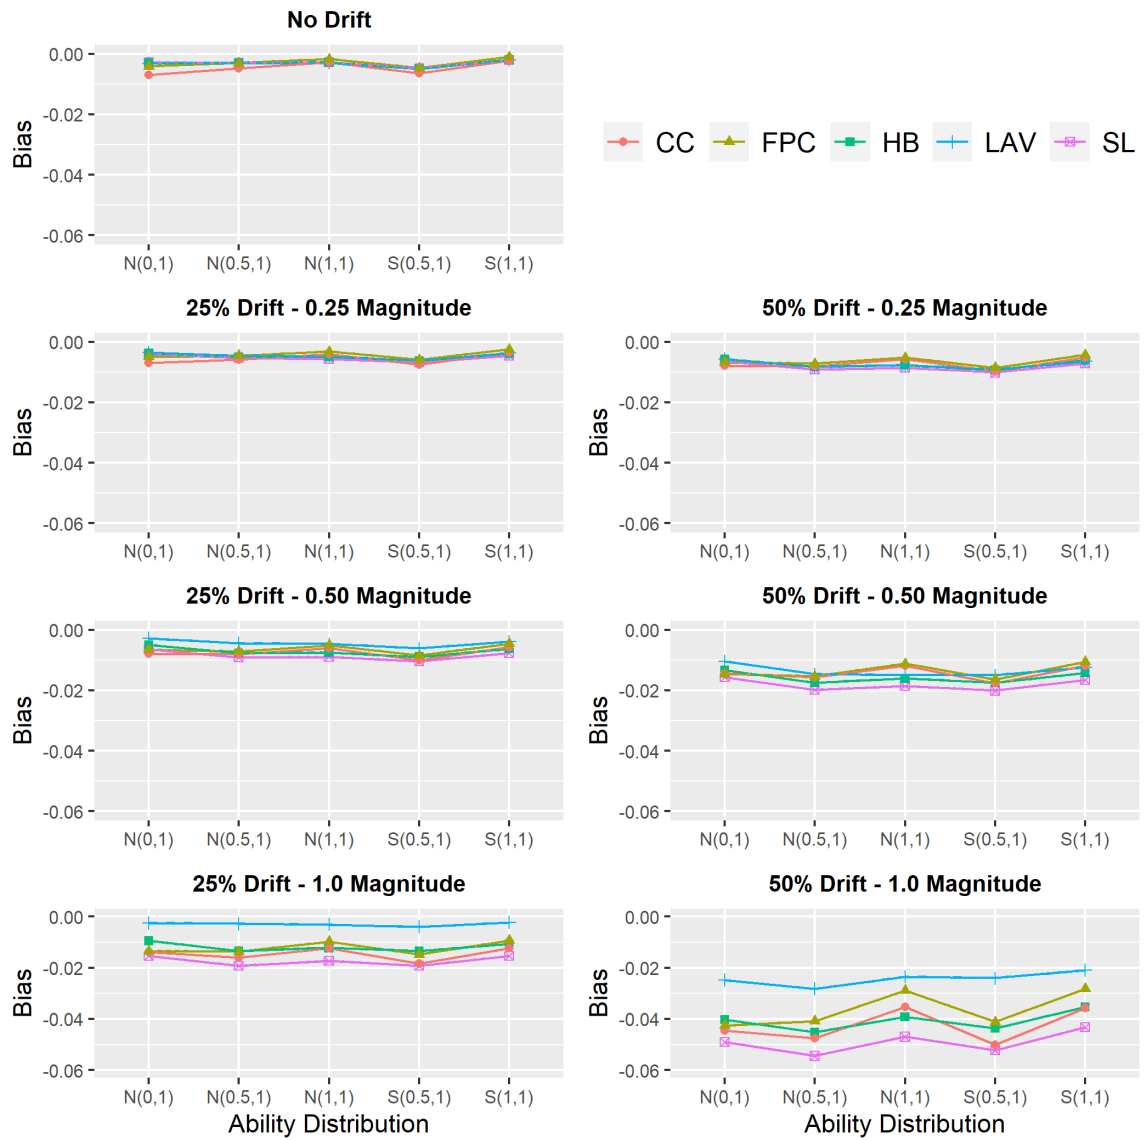 No Drift
0.00
-0.02
-0.04
-0.06
Bias
N(0,1) N(0.5,1) N(1,1) S(0.5,1) S(1,1)
CC FPC HB LAV SL
25% Drift - 0.25 Magnitude
0.00
-0.02
-0.04
-0.06
Bias
N(0,1) N(0.5,1) N(1,1) S(0.5,1) S(1,1)
50% Drift - 0.25 Magnitude
0.00
-0.02
-0.04
-0.06
Bias
N(0,1) N(0.5,1) N(1,1) S(0.5,1) S(1,1)
25% Drift - 0.50 Magnitude
0.00
-0.02
-0.04
-0.06
Bias
N(0,1) N(0.5,1) N(1,1) S(0.5,1) S(1,1)
50% Drift - 0.50 Magnitude
0.00
-0.02
-0.04
-0.06
Bias
N(0,1) N(0.5,1) N(1,1) S(0.5,1) S(1,1)
25% Drift - 1.0 Magnitude
0.00
-0.02
-0.04
-0.06
Bias
N(0,1) N(0.5,1) N(1,1) S(0.5,1) S(1,1)
Ability Distribution
50% Drift - 1.0 Magnitude
0.00
-0.02
-0.04
-0.06
Bias
N(0,1) N(0.5,1) N(1,1) S(0.5,1) S(1,1)
Ability Distribution